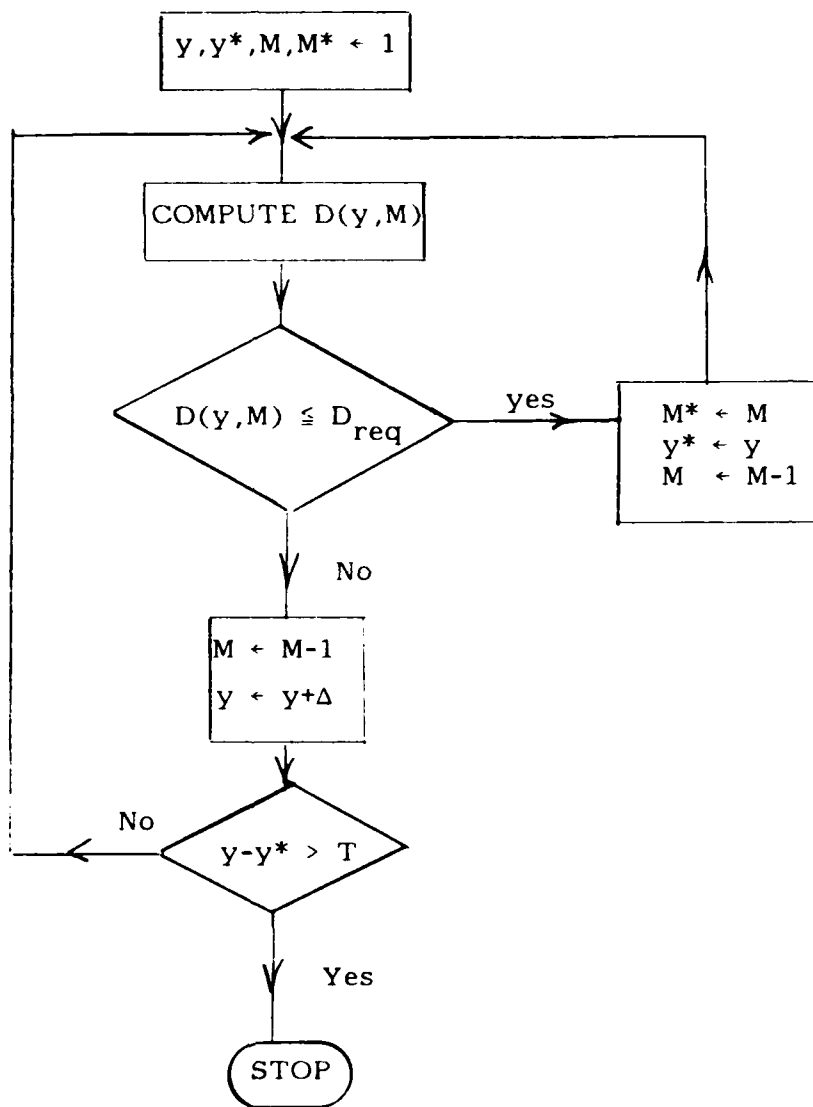 y,y*,M,M* ← 1
COMPUTE D(y,M)
D(y,M) ≦ D_req
yes
M* ← M
y* ← y
M ← M-1
No
M ← M-1
y ← y+Δ
No
y-y* > T
Yes
STOP